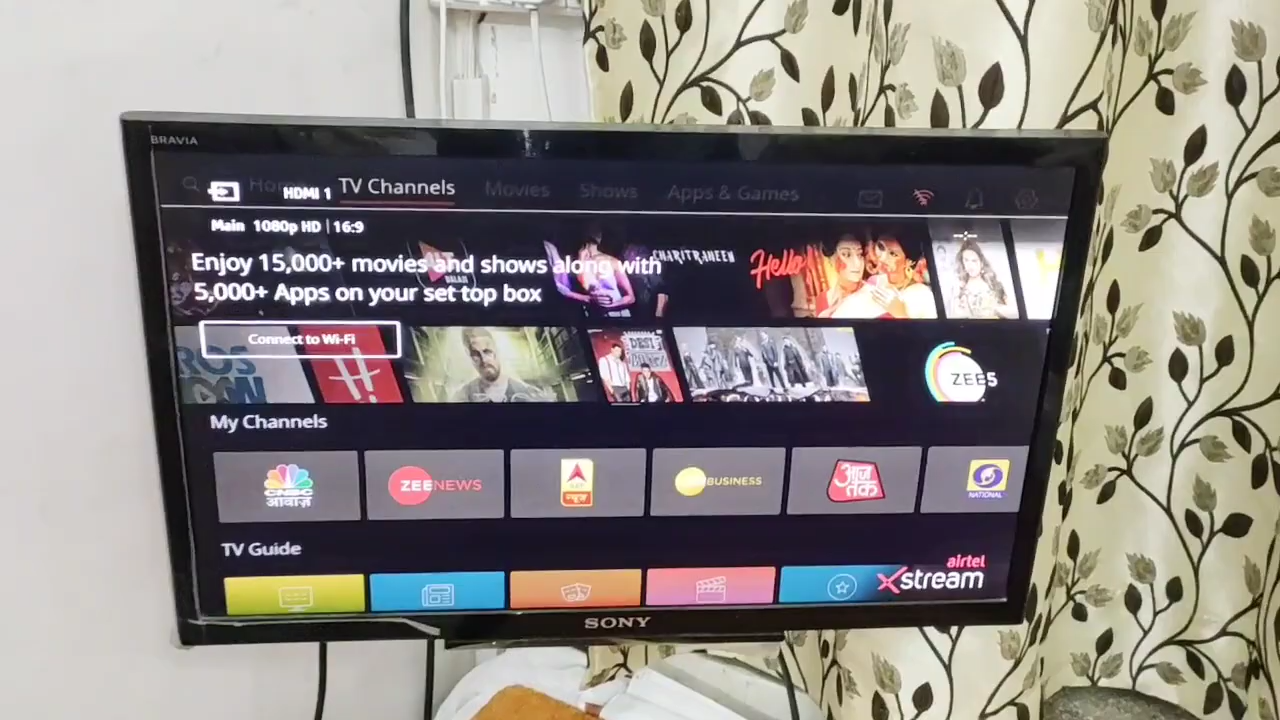 BRAVIA
HDMI 1
TV Channels
Movies
Shows
Apps & Games
Main 1080p HD | 16:9
CHARITRAHEEN
Hello!
Enjoy 15,000+ movies and shows along with
5,000+ Apps on your set top box
Connect to Wi-Fi
DESI
ZEE5
My Channels
CNBC
आवाज़
ZEE NEWS
न्यूज़
BUSINESS
आज
तक
NATIONAL
TV Guide
airtel
Xstream
SONY